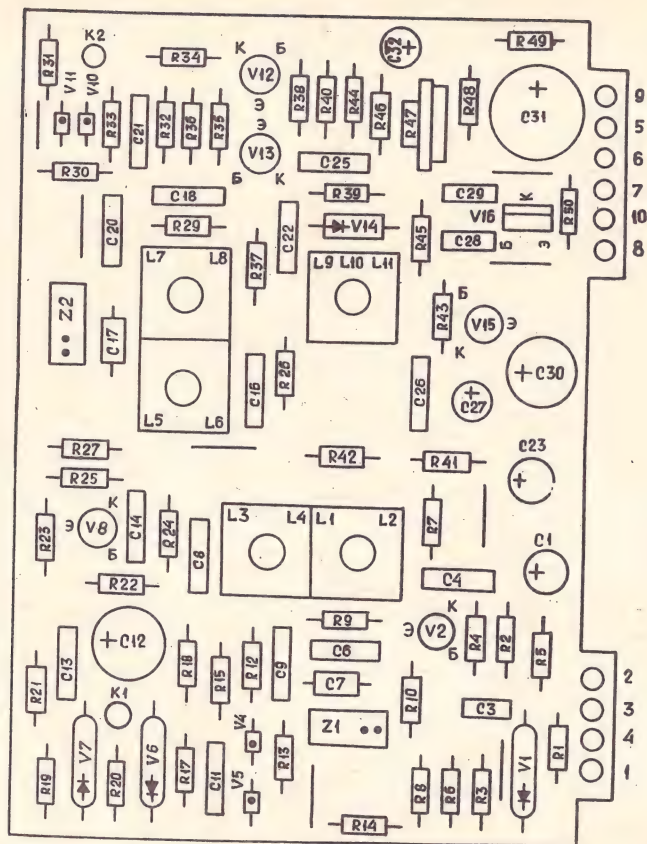 R31
K2
V11
V10
R34
К
Б
V12
Э
Э
V13
Б
К
C32
R49
R33
C21
R32
R36
R35
R38
R40
R44
R46
R47
R48
C31
9
5
6
7
10
8
R30
C25
C18
R39
C29
К
V16
Б
Э
R50
C20
R29
C22
V14
R45
C28
L7
L8
R37
L9
L10
L11
Z2
C17
R43
Б
V15
Э
К
C16
C26
C27
C30
L5
L6
R27
R25
R42
R41
C23
R23
Э
V8
К
Б
C14
R24
C8
L3
L4
L1
L2
R7
C1
R22
C4
C12
R9
К
Э
V2
Б
R4
R2
R5
C13
R21
R18
R15
R12
C9
C6
C7
R10
C3
2
3
4
1
K1
V4
Z1
R19
V7
R20
V6
R17
C11
V5
R13
R14
R8
R6
R3
V1
R1